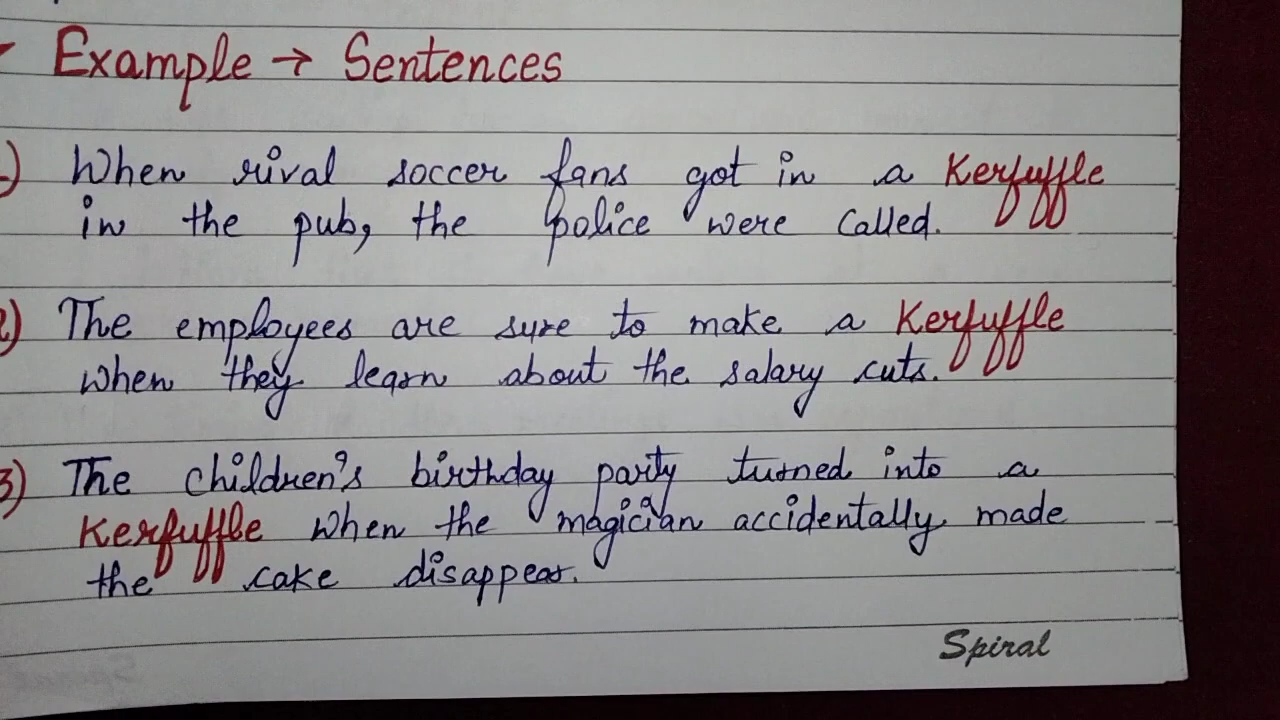 Example → Sentences
When rival soccer fans got in a Kerfuffle
in the pub, the police were called.
2) The employees are sure to make a Kerfuffle
when they learn about the salary cuts.
3) The children's birthday party turned into a
Kerfuffle when the magician accidentally made
the cake disappear.
Spiral